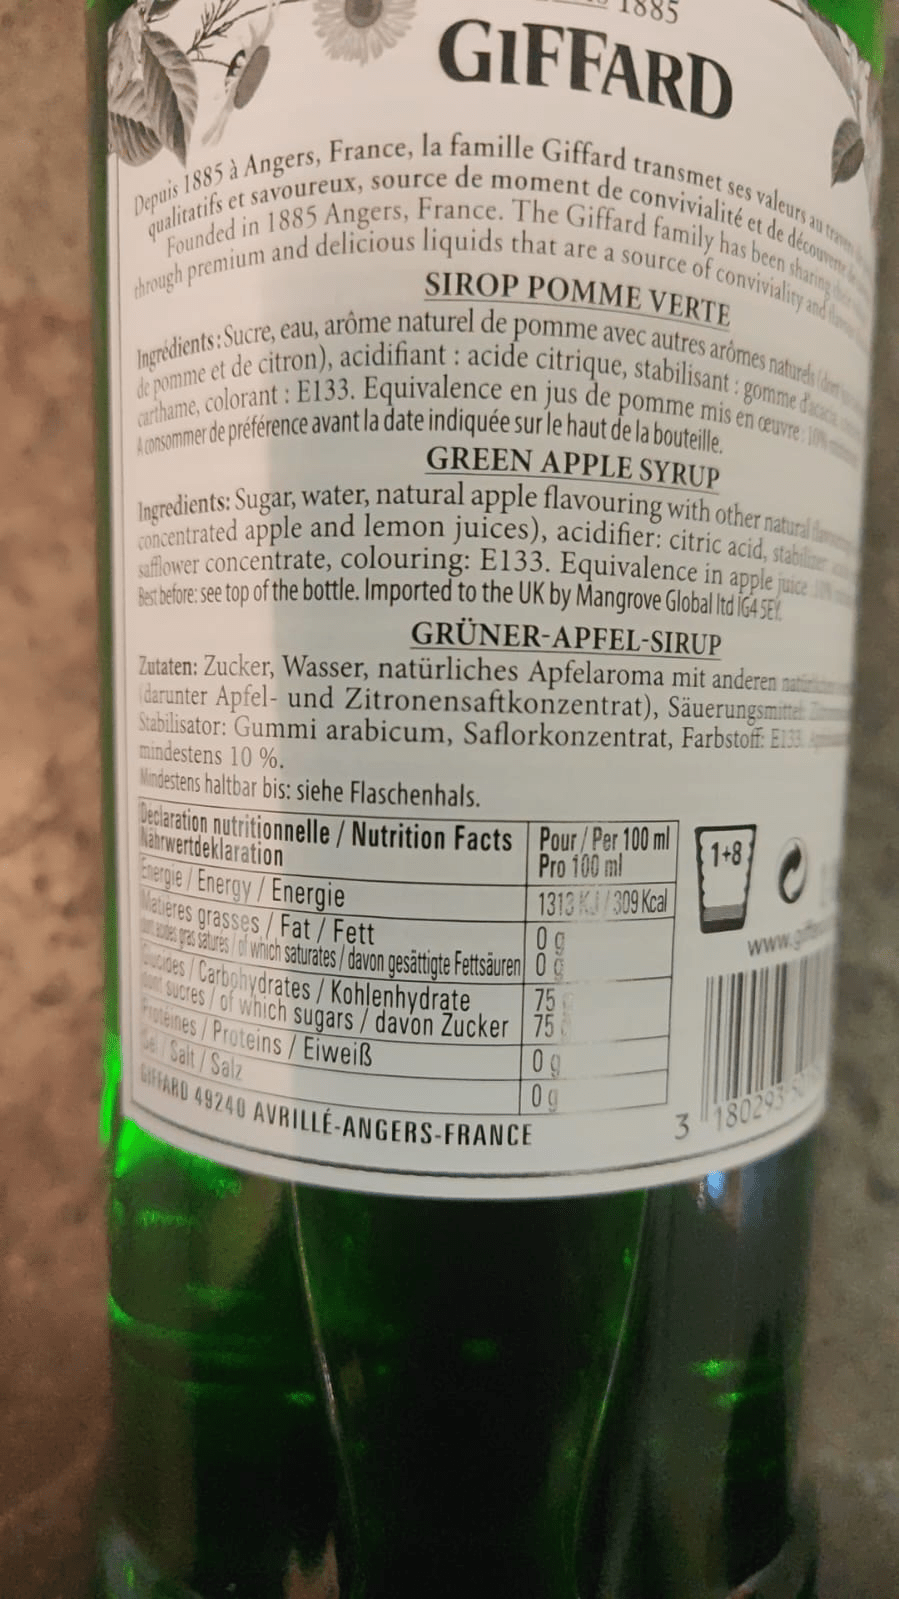 1885
GIFFARD
Depuis 1885 à Angers, France, la famille Giffard transmet ses valeurs au
qualitatifs et savoureux, source de moment de convivialité et de
Founded in 1885 Angers, France. The Giffard family has been sharing
through premium and delicious liquids that are a source of conviviality and
SIROP POMME VERTE
Ingrédients: Sucre, eau, arôme naturel de pomme avec autres arômes naturels
de pomme et de citron), acidifiant : acide citrique, stabilisant : gomme d'acacia
carthame, colorant : E133. Equivalence en jus de pomme mis en œuvre : 10%
A consommer de préférence avant la date indiquée sur le haut de la bouteille.
GREEN APPLE SYRUP
Ingredients: Sugar, water, natural apple flavouring with other natural
concentrated apple and lemon juices), acidifier: citric acid, stabilizer
safflower concentrate, colouring: E133. Equivalence in apple juice
Best before: see top of the bottle. Imported to the UK by Mangrove Global ltd IG4 5EY.
GRÜNER-APFEL-SIRUP
Zutaten: Zucker, Wasser, natürliches Apfelaroma mit anderen
(darunter Apfel- und Zitronensaftkonzentrat), Säuerungsmittel:
Stabilisator: Gummi arabicum, Saflorkonzentrat, Farbstoff: E133.
mindestens 10 %.
Mindestens haltbar bis: siehe Flaschenhals.
Declaration nutritionnelle / Nutrition Facts Pour / Per 100 ml
Nährwertdeklaration Pro 100 ml
Energie / Energy / Energie 1313 KJ / 309 Kcal
Matières grasses / Fat / Fett 0 g
dont acides gras saturés / of which saturates / davon gesättigte Fettsäuren 0 g
Glucides / Carbohydrates / Kohlenhydrate 75
dont sucres / of which sugars / davon Zucker 75
Protéines / Proteins / Eiweiß 0 g
Sel / Salt / Salz 0 g
GIFFARD 49240 AVRILLÉ-ANGERS-FRANCE
1+8
www.
3 180293